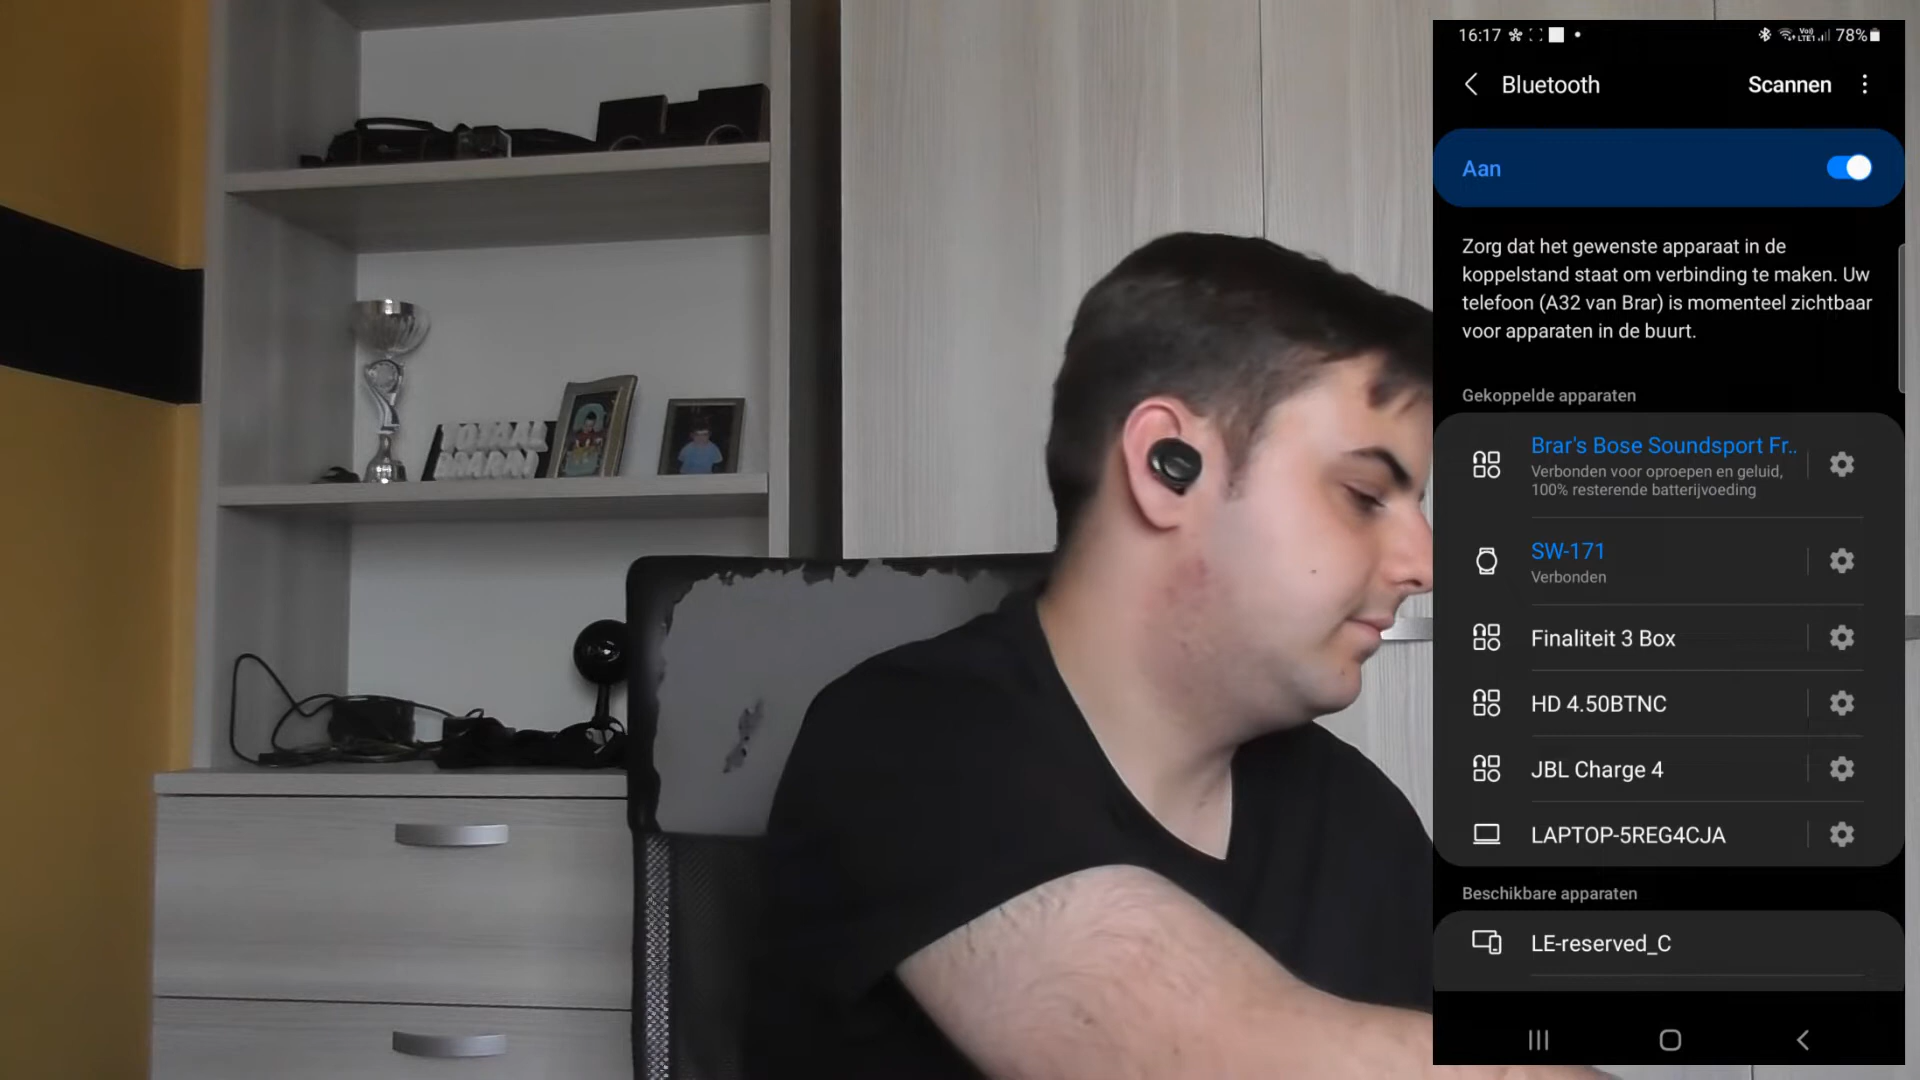 16:17
78%
Bluetooth
Scannen
Aan
Zorg dat het gewenste apparaat in de
koppelstand staat om verbinding te maken. Uw
telefoon (A32 van Brar) is momenteel zichtbaar
voor apparaten in de buurt.
Gekoppelde apparaten
Brar's Bose Soundsport Fr..
Verbonden voor oproepen en geluid,
100% resterende batterijvoeding
SW-171
Verbonden
Finaliteit 3 Box
HD 4.50BTNC
JBL Charge 4
LAPTOP-5REG4CJA
Beschikbare apparaten
LE-reserved_C